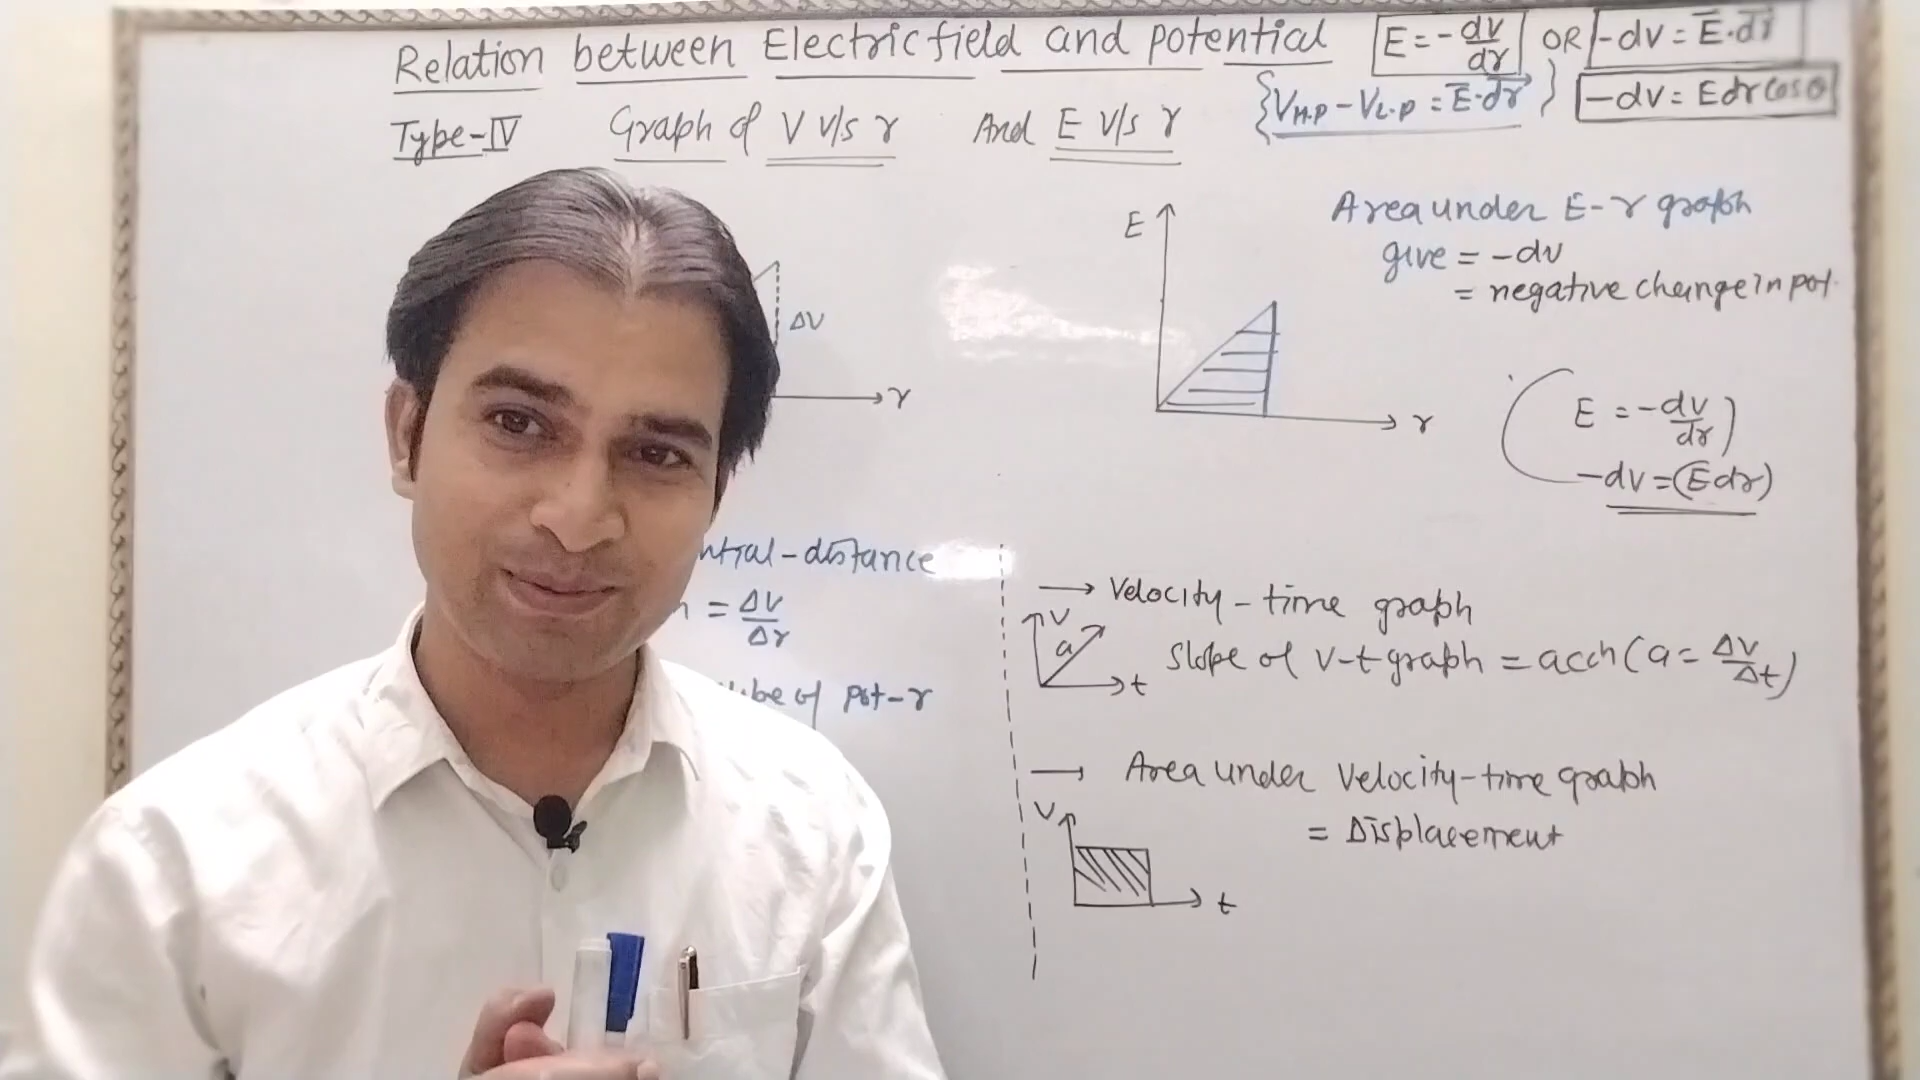 Relation between Electric field and potential E = -dv/dr OR -dv = E·dr
{VH.P - VL.P = E·dr} -dv = Edr cosθ
Type-IV Graph of V v/s r And E v/s r
ΔV
r
E
r
Area under E-r graph
give = -dv
= negative change in pot.
E = -dv/dr)
-dv = (Edr)
ntial-distance
= ΔV/Δr
be of pot-r
→ Velocity-time graph
V
a
t
Slope of v-t graph = accn (a = ΔV/Δt)
→ Area under Velocity-time graph
= Displacement
V
t